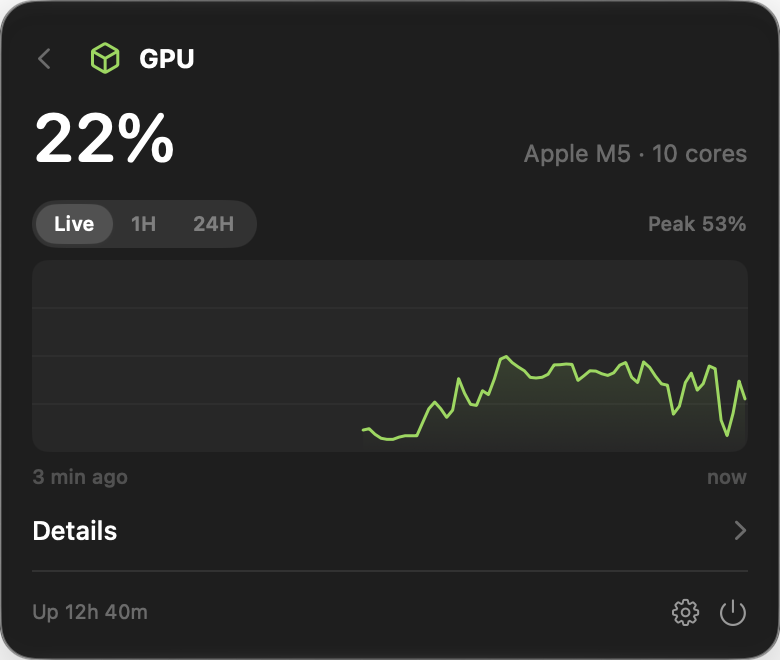 GPU
22%
Apple M5 · 10 cores
Live 1H 24H
Peak 53%
3 min ago
now
Details
Up 12h 40m